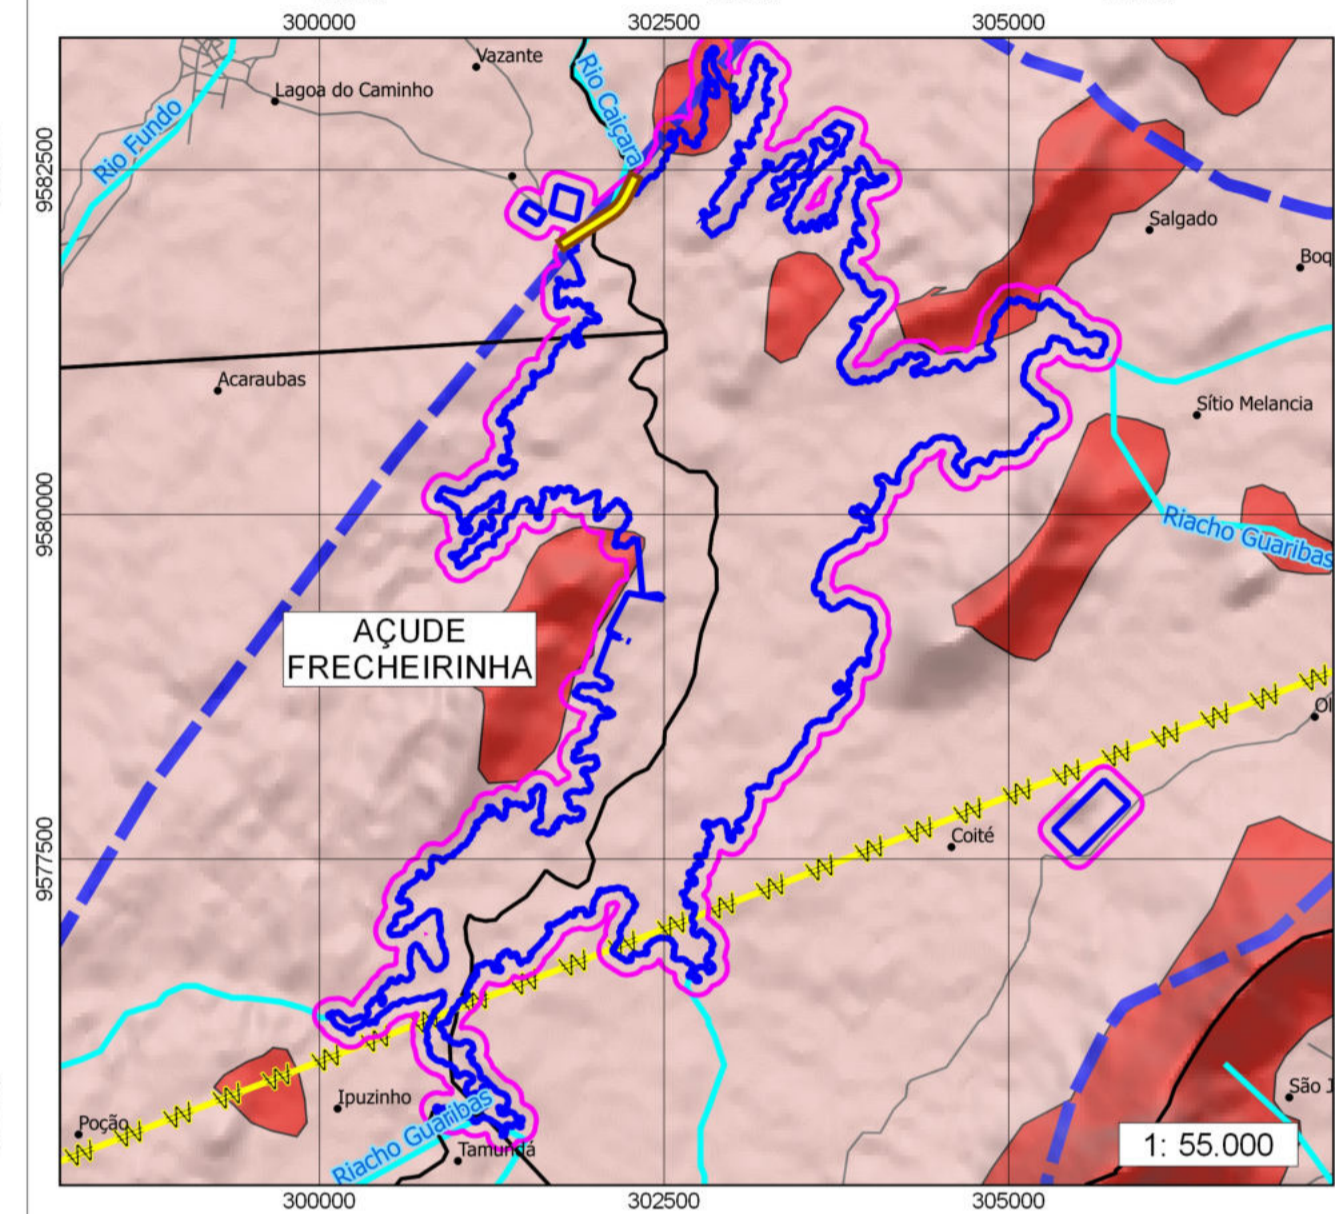 300000
302500
305000
Vazante
Lagoa do Caminho
Rio Caiçara
Rio Fundo
9582500
Salgado
Boq
Acaraubas
Sítio Melancia
9580000
Riacho Guaribas
AÇUDE
FRECHEIRINHA
Ol
Coité
9577500
Ipuzinho
São J
Poção
Riacho Guaribas
Tamundá
1: 55.000
300000
302500
305000